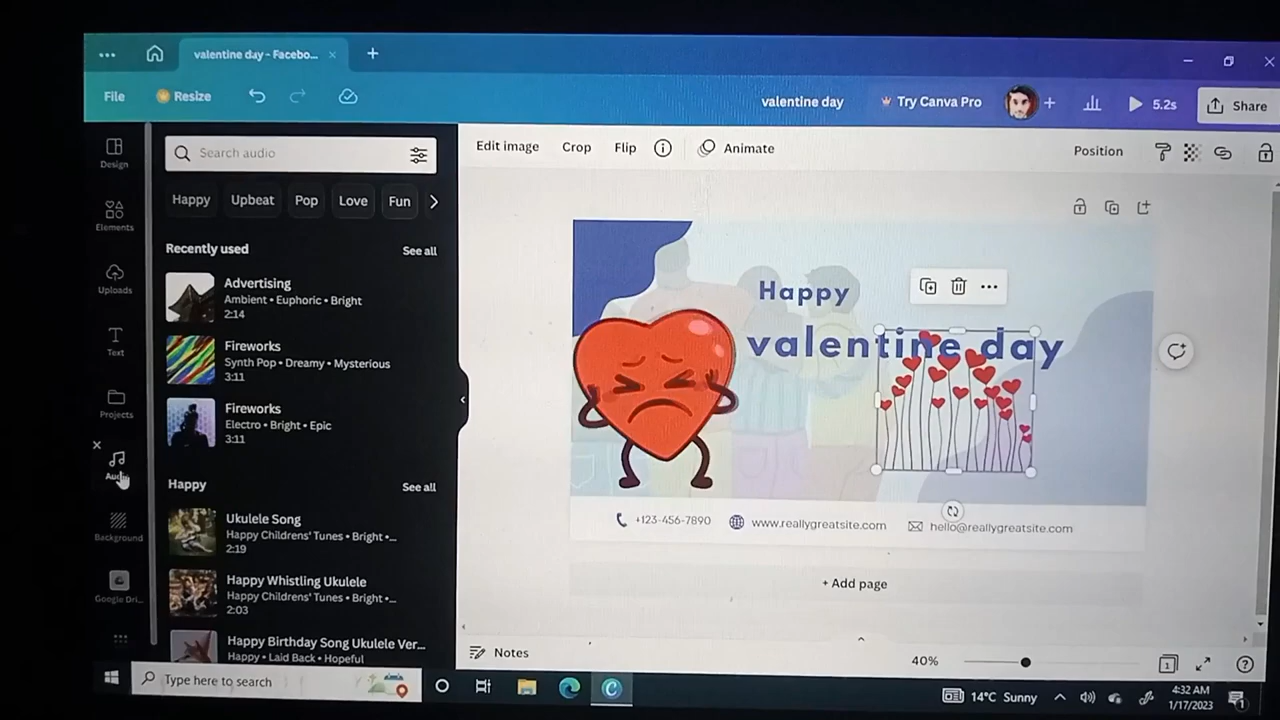 valentine day - Facebo...
File
Resize
valentine day
Try Canva Pro
5.2s
Share
Design
Elements
Uploads
Text
Projects
Background
Google Dri...
Search audio
Happy
Upbeat
Pop
Love
Fun
Recently used
See all
Advertising
Ambient • Euphoric • Bright
2:14
Fireworks
Synth Pop • Dreamy • Mysterious
3:11
Fireworks
Electro • Bright • Epic
3:11
Happy
See all
Ukulele Song
Happy Childrens' Tunes • Bright •...
2:19
Happy Whistling Ukulele
Happy Childrens' Tunes • Bright •...
2:03
Happy Birthday Song Ukulele Ver...
Happy • Laid Back • Hopeful
Edit image
Crop
Flip
Animate
Position
Happy
valentine day
+123-456-7890
www.reallygreatsite.com
hello@reallygreatsite.com
+ Add page
Notes
40%
1
Type here to search
14°C Sunny
4:32 AM
1/17/2023